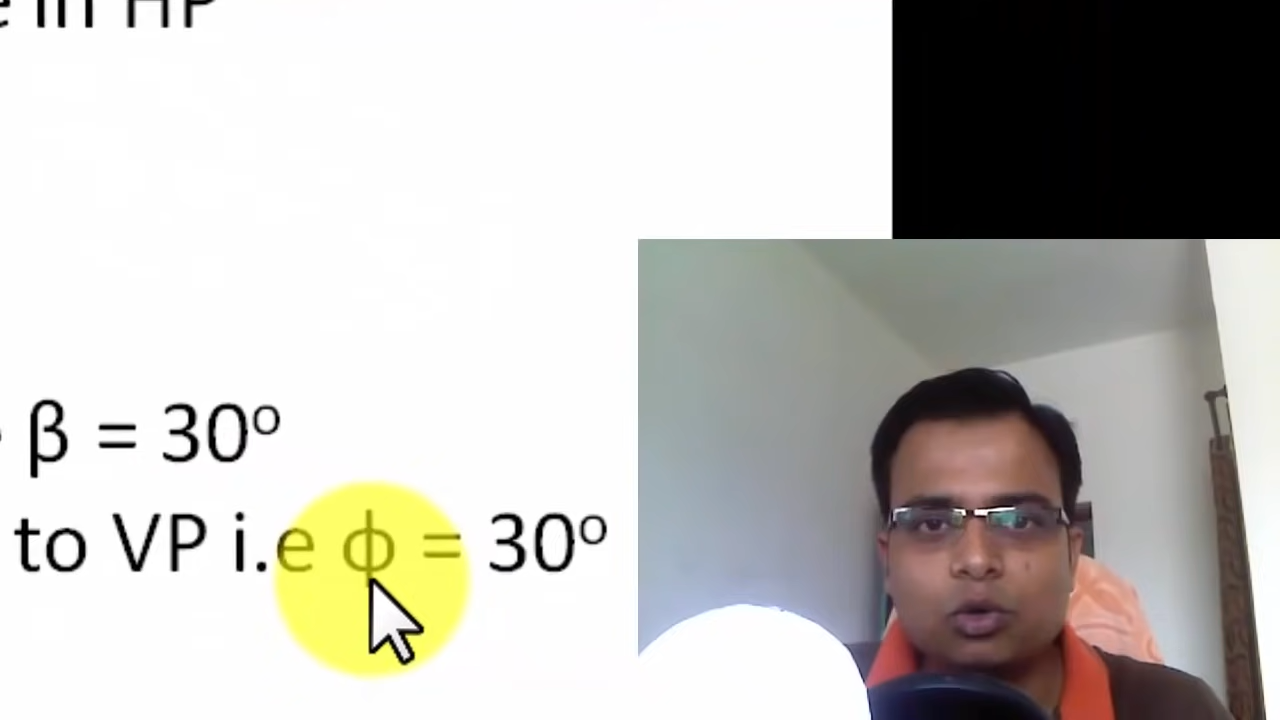 in HP
β = 30º
to VP i.e ϕ = 30º